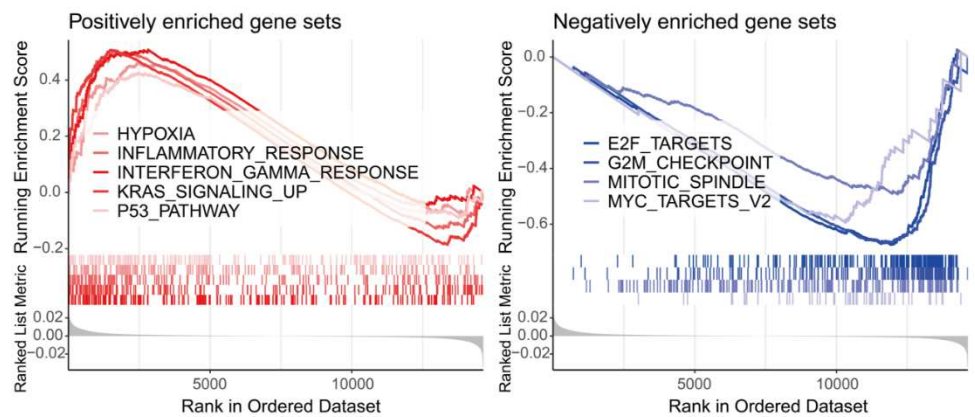 Positively enriched gene sets
Running Enrichment Score
0.4
0.2
0.0
−0.2
HYPOXIA
INFLAMMATORY_RESPONSE
INTERFERON_GAMMA_RESPONSE
KRAS_SIGNALING_UP
P53_PATHWAY
Ranked List Metric
0.02
0.00
−0.02
5000
10000
Rank in Ordered Dataset
Negatively enriched gene sets
Running Enrichment Score
0.0
−0.2
−0.4
−0.6
E2F_TARGETS
G2M_CHECKPOINT
MITOTIC_SPINDLE
MYC_TARGETS_V2
Ranked List Metric
0.02
0.00
−0.02
5000
10000
Rank in Ordered Dataset